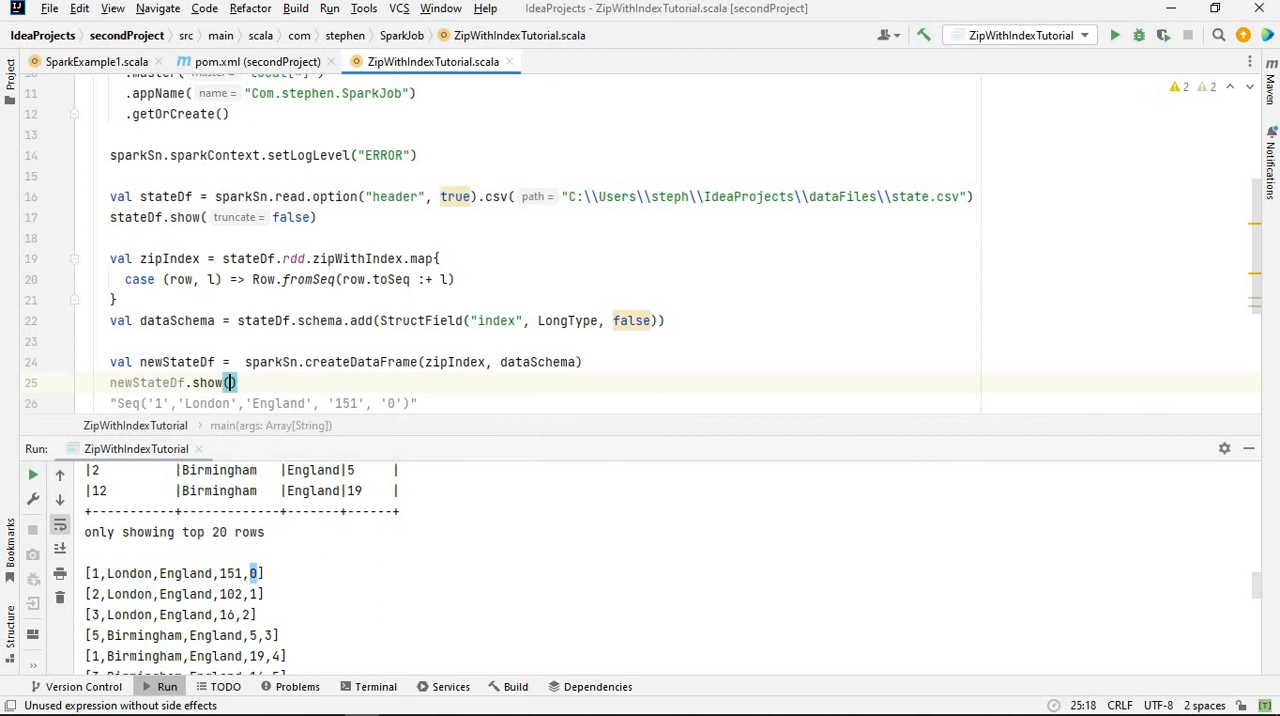 File Edit View Navigate Code Refactor Build Run Tools VCS Window Help IdeaProjects - ZipWithIndexTutorial.scala [secondProject]
IdeaProjects secondProject src main scala com stephen SparkJob ZipWithIndexTutorial.scala ZipWithIndexTutorial
Project SparkExample1.scala pom.xml (secondProject) ZipWithIndexTutorial.scala
2 2
11 .appName( name = "Com.stephen.SparkJob")
12 .getOrCreate()
13
14 sparkSn.sparkContext.setLogLevel("ERROR")
15
16 val stateDf = sparkSn.read.option("header", true).csv( path = "C:\\Users\\steph\\IdeaProjects\\dataFiles\\state.csv")
17 stateDf.show( truncate = false)
18
19 val zipIndex = stateDf.rdd.zipWithIndex.map{
20 case (row, l) => Row.fromSeq(row.toSeq :+ l)
21 }
22 val dataSchema = stateDf.schema.add(StructField("index", LongType, false))
23
24 val newStateDf =  sparkSn.createDataFrame(zipIndex, dataSchema)
25 newStateDf.show()
26 "Seq('1','London','England', '151', '0')"
ZipWithIndexTutorial main(args: Array[String])
Run: ZipWithIndexTutorial
|2 |Birmingham |England|5 |
|12 |Birmingham |England|19 |
+-----------+-------------+-------+------+
only showing top 20 rows
[1,London,England,151,0]
[2,London,England,102,1]
[3,London,England,16,2]
[5,Birmingham,England,5,3]
[1,Birmingham,England,19,4]
Maven
Notifications
Bookmarks
Structure
Version Control Run TODO Problems Terminal Services Build Dependencies
Unused expression without side effects 25:18 CRLF UTF-8 2 spaces [T]